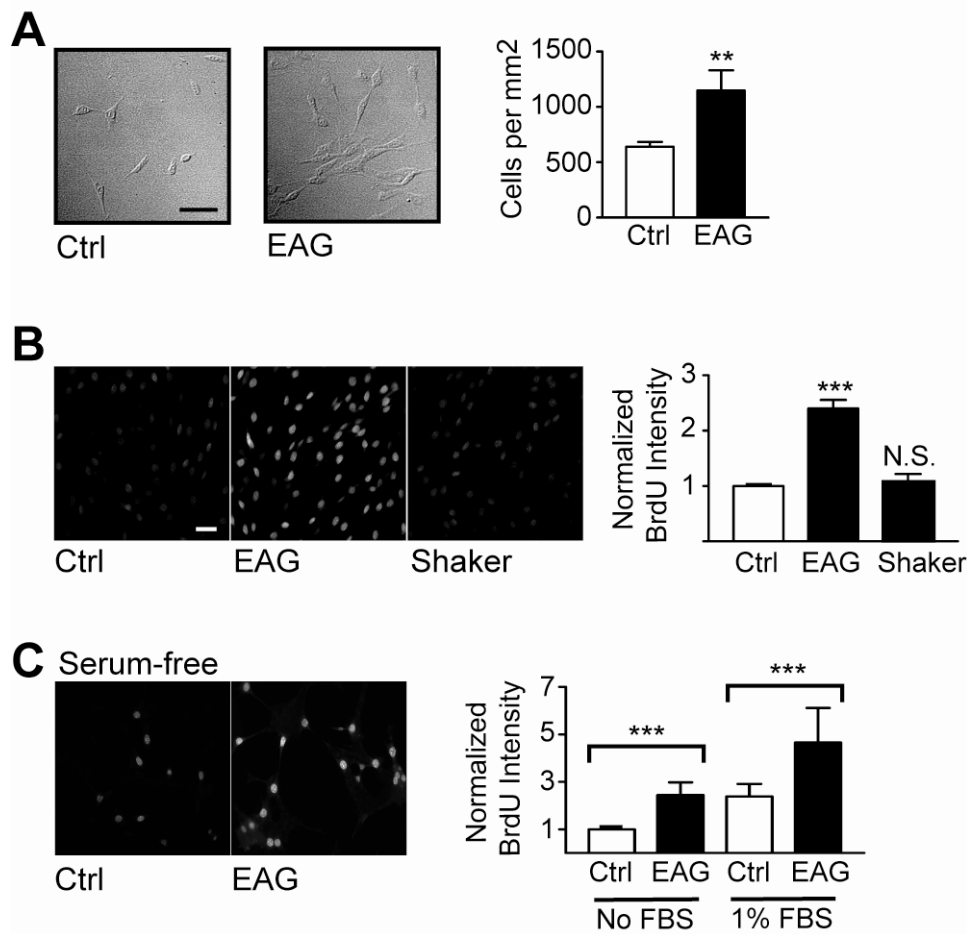 A
Ctrl
EAG
Cells per mm2
1500
1000
500
0
**
Ctrl EAG
B
Ctrl
EAG
Shaker
Normalized
BrdU Intensity
3
2
1
***
N.S.
Ctrl EAG Shaker
C Serum-free
Ctrl
EAG
Normalized
BrdU Intensity
7
5
3
1
***
***
Ctrl EAG Ctrl EAG
No FBS 1% FBS